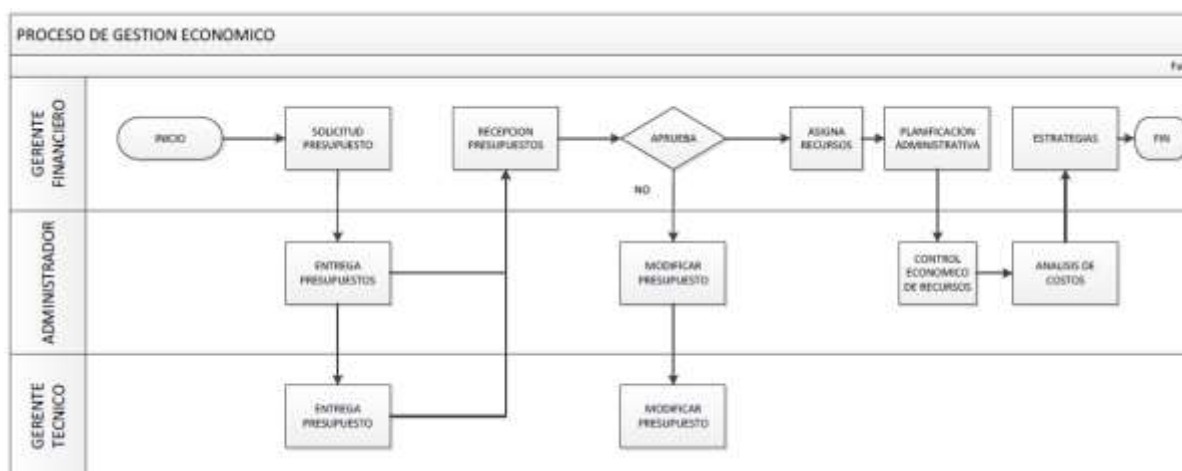 PROCESO DE GESTION ECONOMICO
GERENTE
FINANCIERO
INICIO
SOLICITUD
PRESUPUESTO
RECEPCION
PRESUPUESTOS
APRUEBA
NO
ASIGNA
RECURSOS
PLANIFICACION
ADMINISTRATIVA
ESTRATEGIAS
FIN
ADMINISTRADOR
ENTREGA
PRESUPUESTOS
MODIFICAR
PRESUPUESTO
CONTROL
ECONOMICO
DE RECURSOS
ANALISIS DE
COSTOS
GERENTE
TECNICO
ENTREGA
PRESUPUESTO
MODIFICAR
PRESUPUESTO